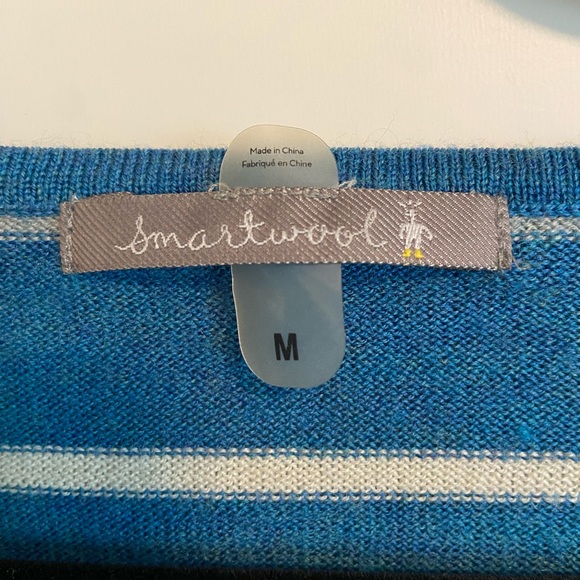 Made in China
Fabriqué en Chine
smartwool
M